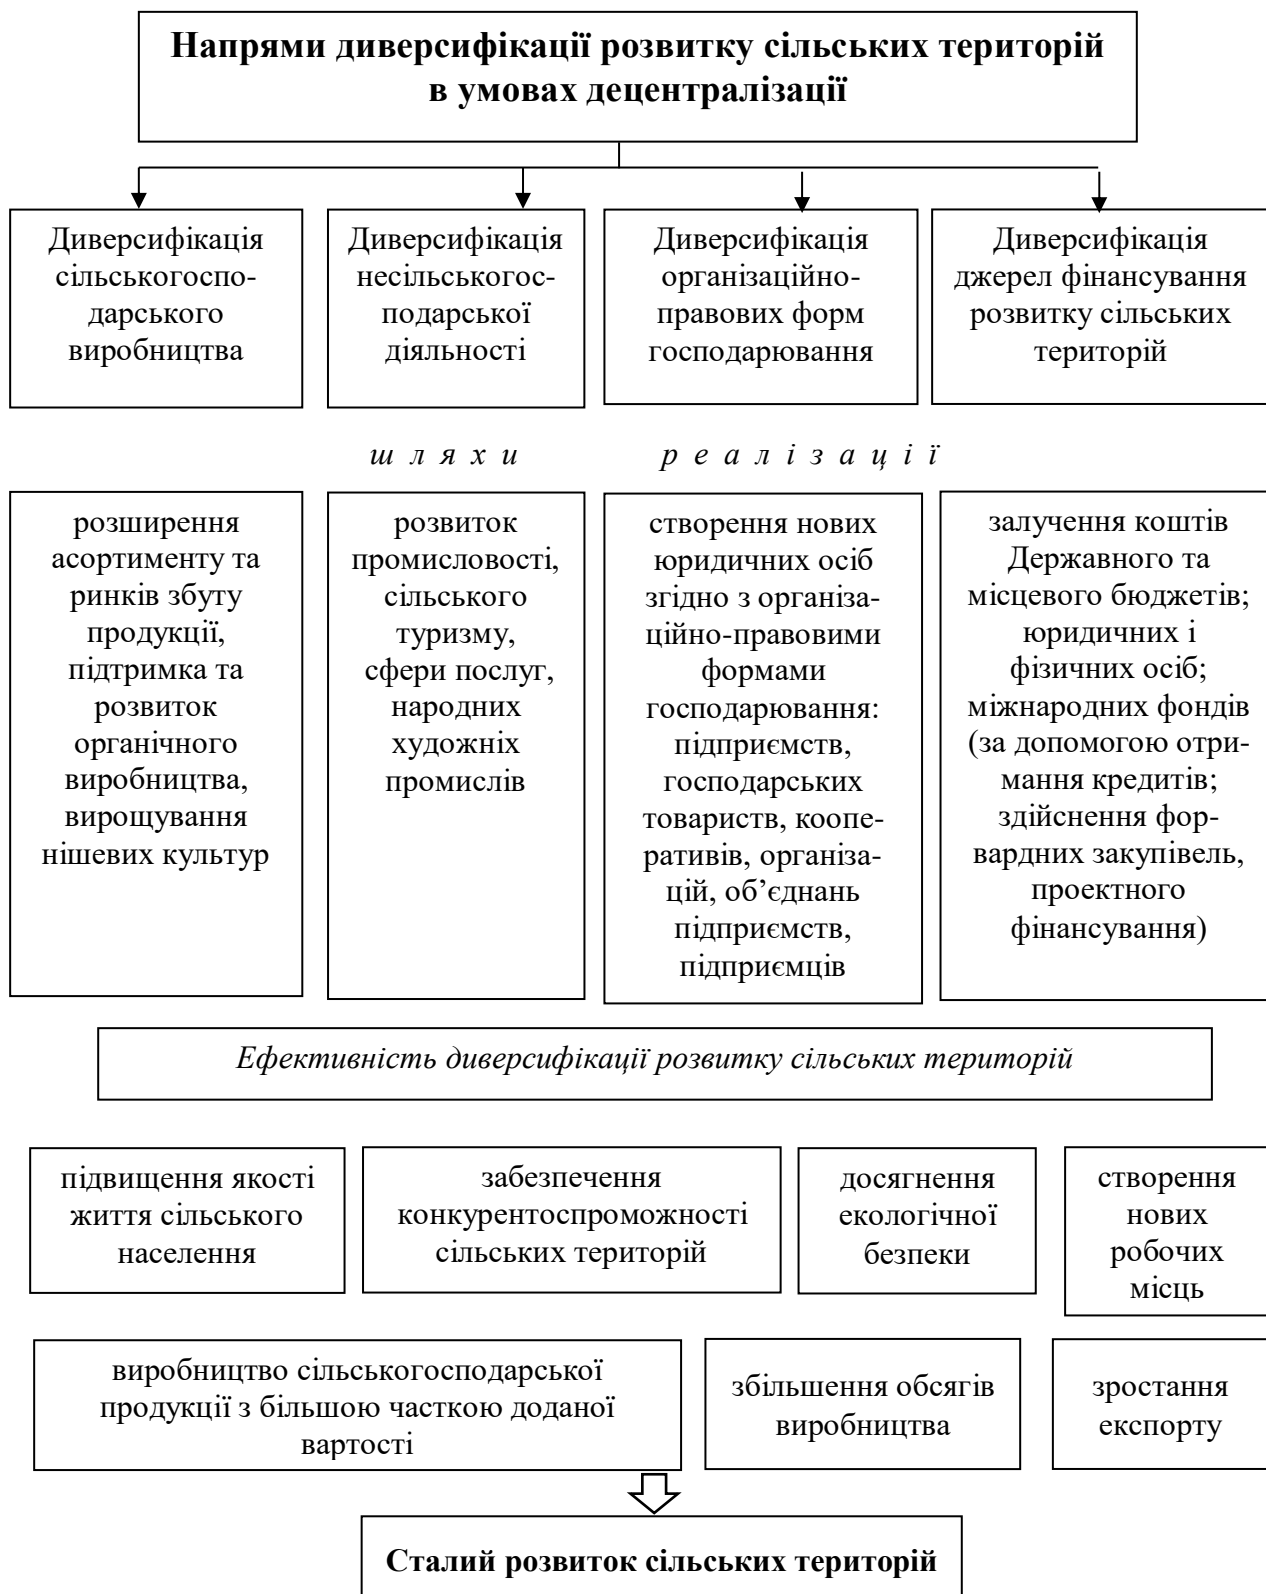 Напрями диверсифікації розвитку сільських територій
в умовах децентралізації
Диверсифікація
сільськогоспо-
дарського
виробництва
Диверсифікація
несільськогос-
подарської
діяльності
Диверсифікація
організаційно-
правових форм
господарювання
Диверсифікація
джерел фінансування
розвитку сільських
територій
ш л я х и р е а л і з а ц і ї
розширення
асортименту та
ринків збуту
продукції,
підтримка та
розвиток
органічного
виробництва,
вирощування
нішевих культур
розвиток
промисловості,
сільського
туризму,
сфери послуг,
народних
художніх
промислів
створення нових
юридичних осіб
згідно з організа-
ційно-правовими
формами
господарювання:
підприємств,
господарських
товариств, коопе-
ративів, організа-
цій, об’єднань
підприємств,
підприємців
залучення коштів
Державного та
місцевого бюджетів;
юридичних і
фізичних осіб;
міжнародних фондів
(за допомогою отри-
мання кредитів;
здійснення фор-
вардних закупівель,
проектного
фінансування)
Ефективність диверсифікації розвитку сільських територій
підвищення якості
життя сільського
населення
забезпечення
конкурентоспроможності
сільських територій
досягнення
екологічної
безпеки
створення
нових
робочих
місць
виробництво сільськогосподарської
продукції з більшою часткою доданої
вартості
збільшення обсягів
виробництва
зростання
експорту
Сталий розвиток сільських територій